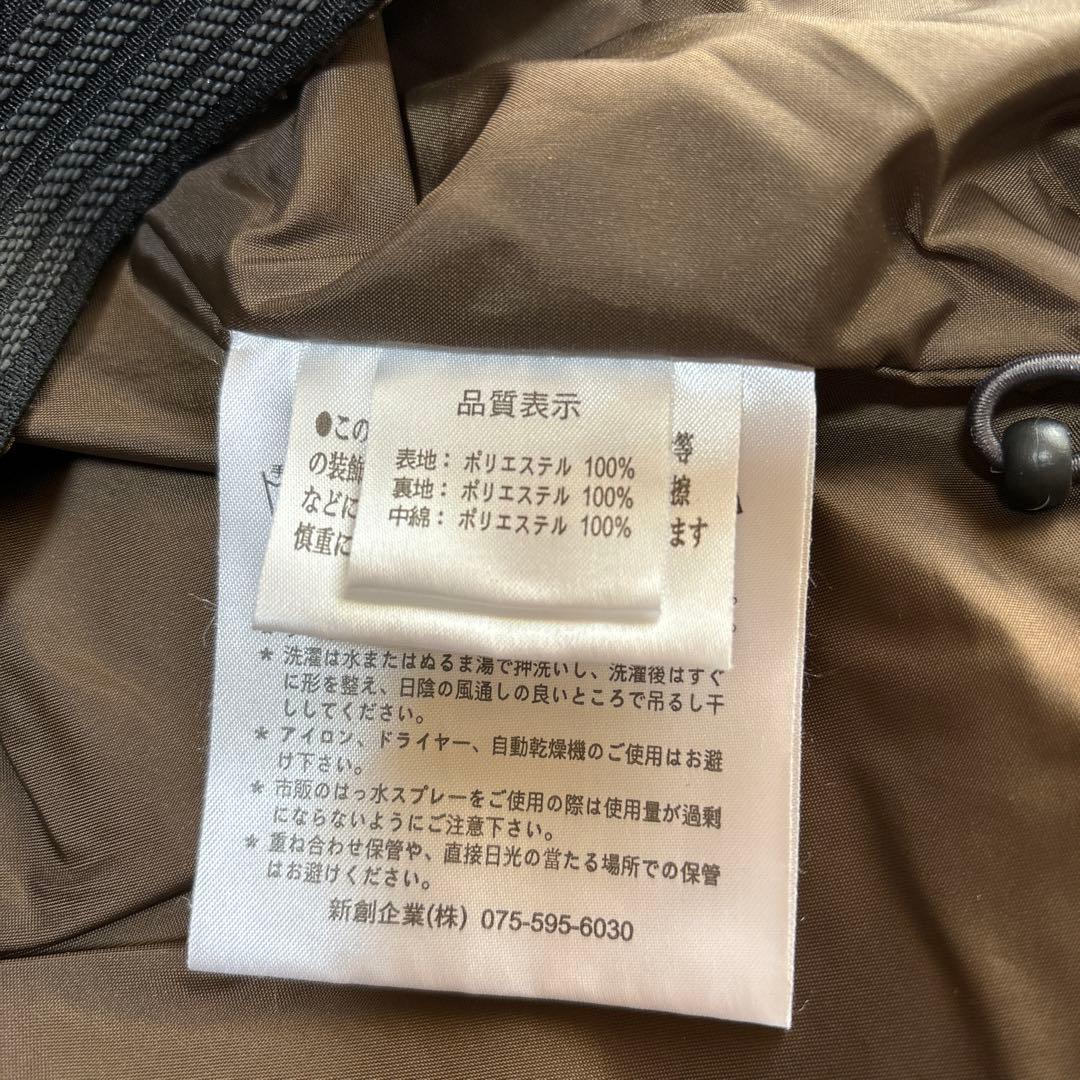 品質表示
表地： ポリエステル 100%
裏地： ポリエステル 100%
中綿： ポリエステル 100%
●この
の装飾
などに
慎重に
等
擦
ます
* 洗濯は水またはぬるま湯で押洗いし、洗濯後はすぐ
に形を整え、日陰の風通しの良いところで吊るし干
ししてください。
* アイロン、ドライヤー、自動乾燥機のご使用はお避
け下さい。
* 市販のはっ水スプレーをご使用の際は使用量が過剰
にならないようにご注意下さい。
* 重ね合わせ保管や、直接日光の当たる場所での保管
はお避けください。
新創企業(株) 075-595-6030